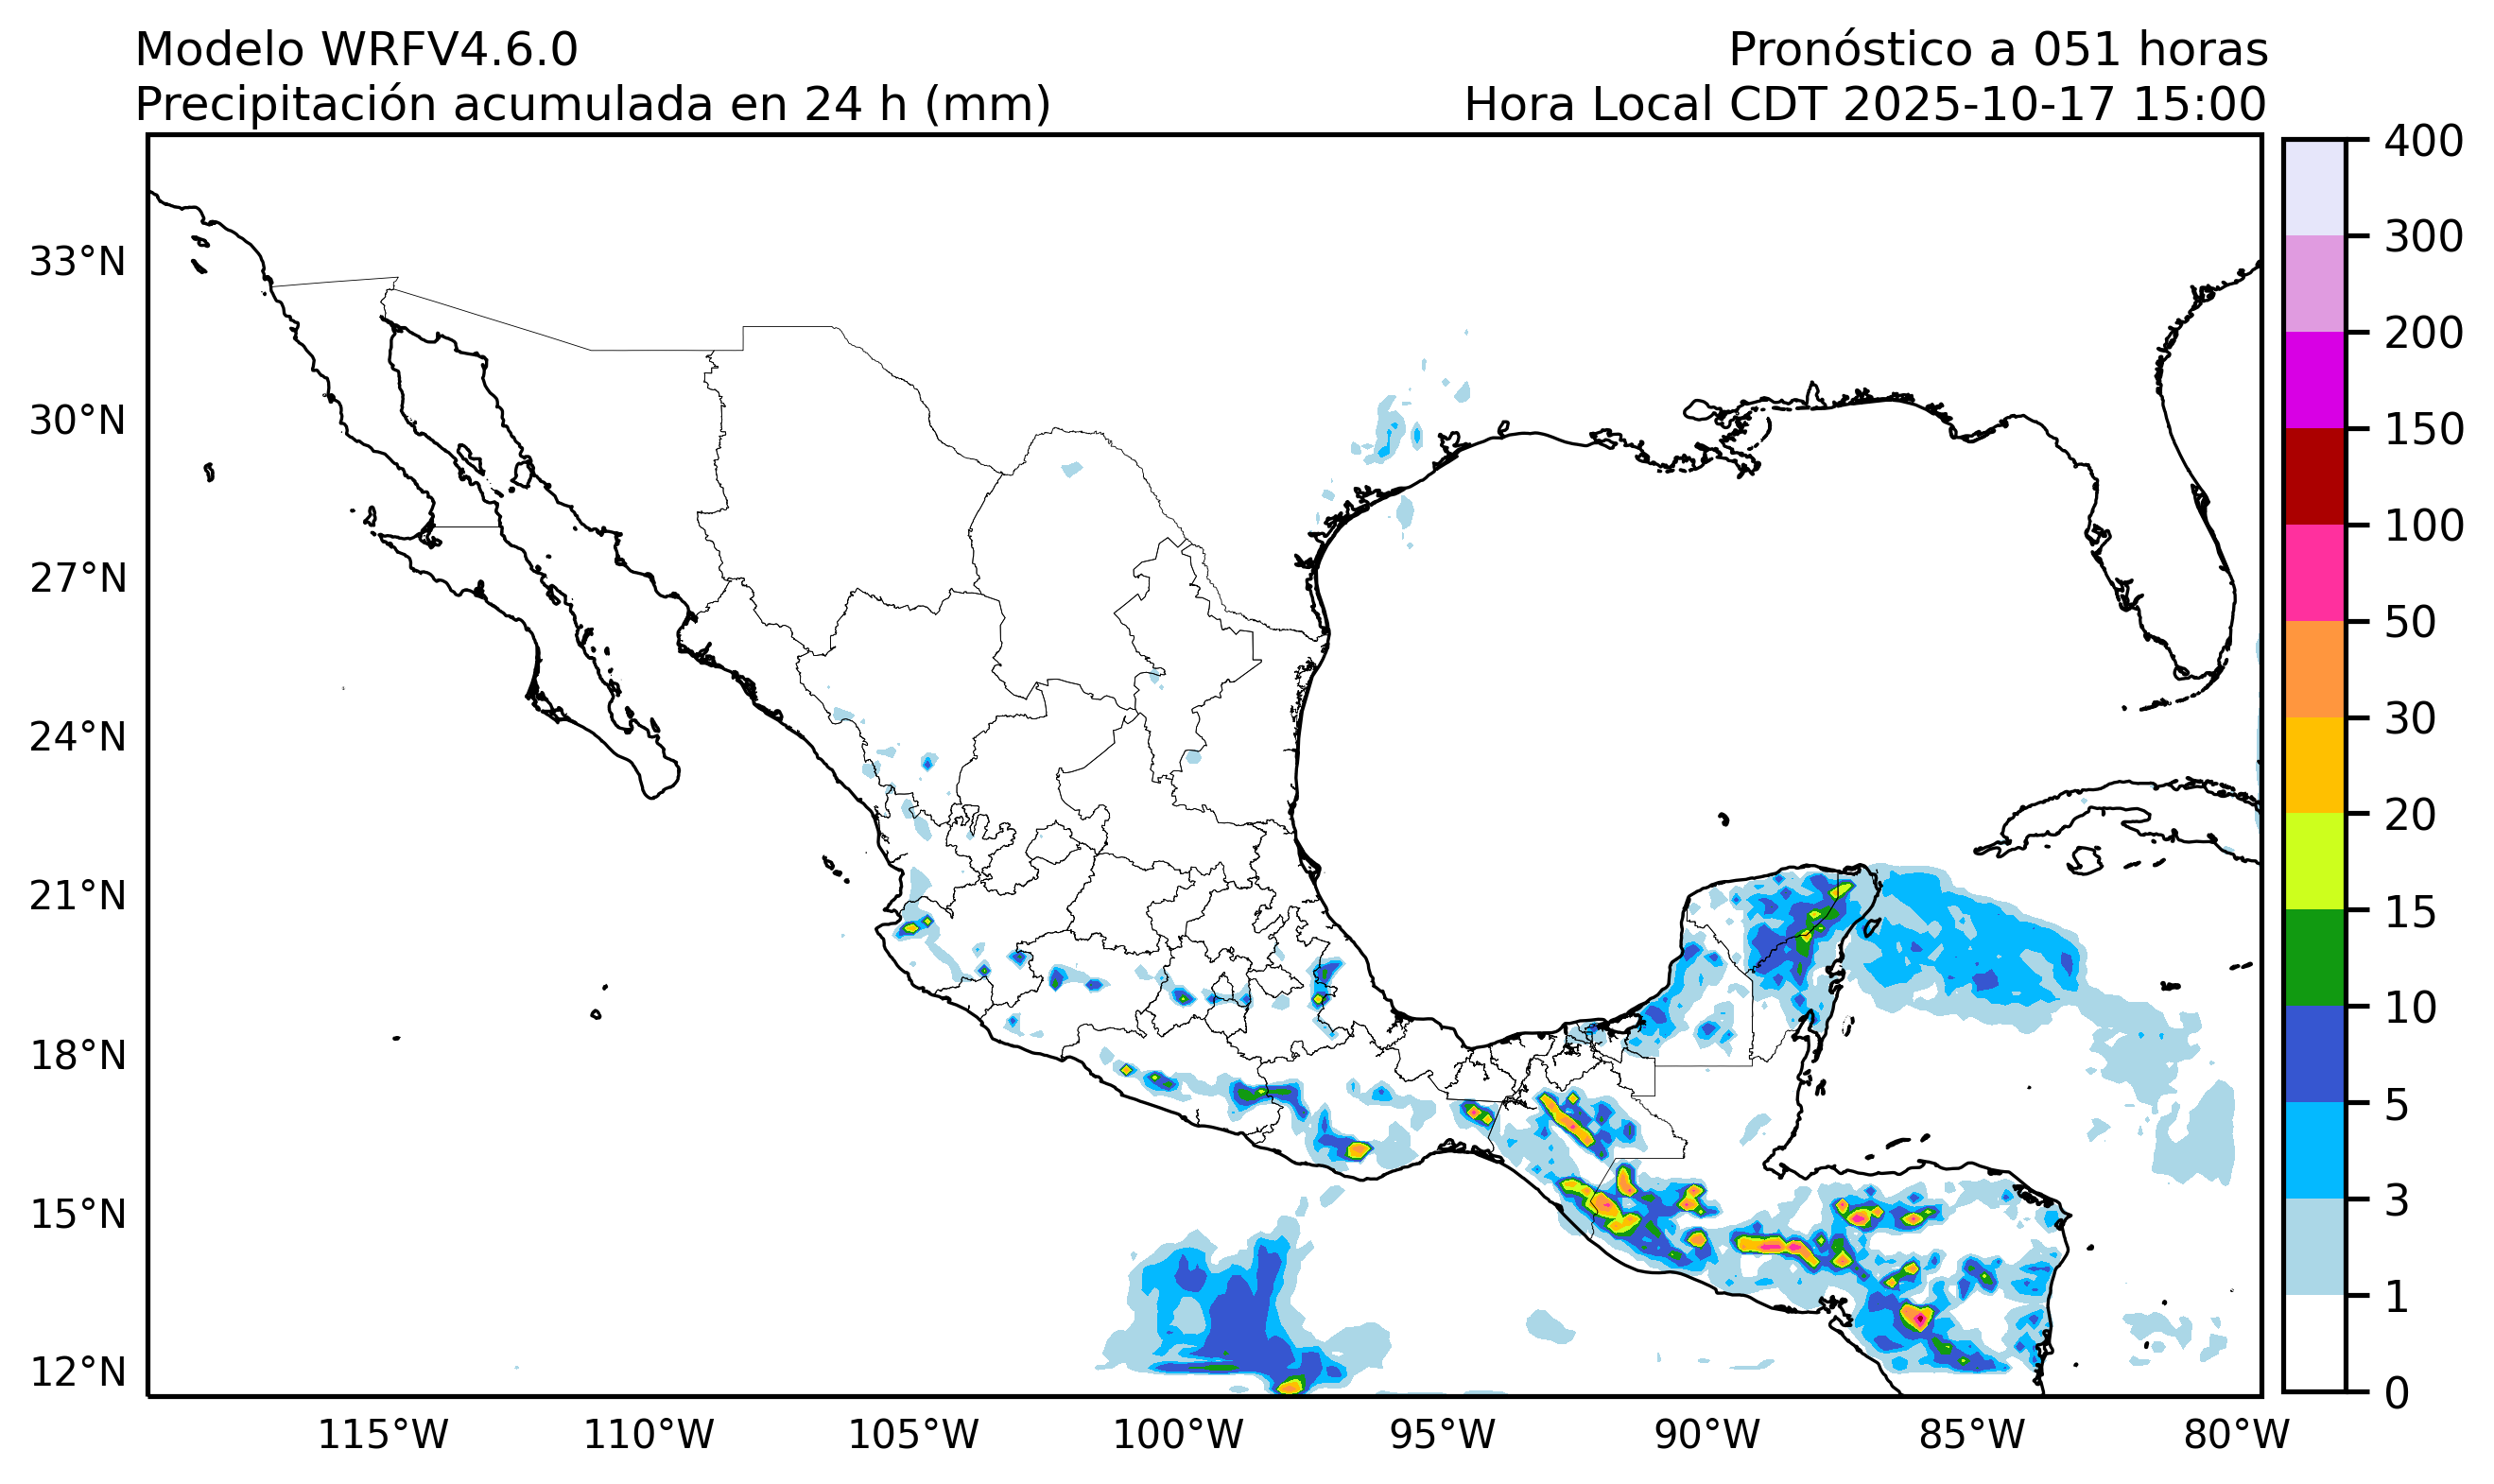 Modelo WRFV4.6.0
Pronóstico a 051 horas
Precipitación acumulada en 24 h (mm)
Hora Local CDT 2025-10-17 15:00
33°N
30°N
27°N
24°N
21°N
18°N
15°N
12°N
115°W
110°W
105°W
100°W
95°W
90°W
85°W
80°W
400
300
200
150
100
50
30
20
15
10
5
3
1
0